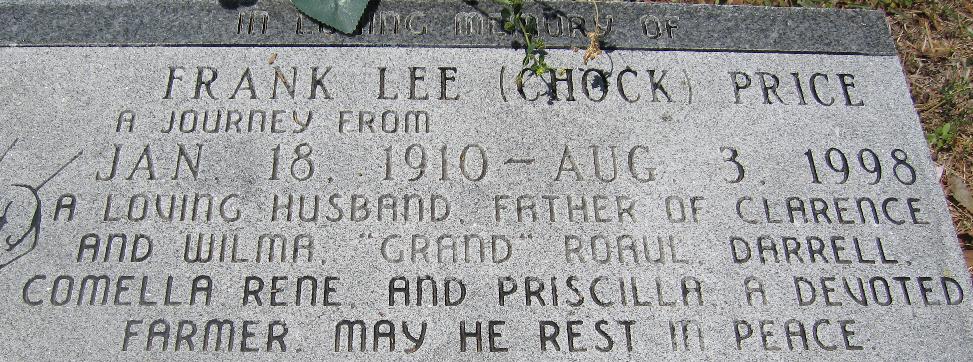 IN LOVING MEMORY OF
FRANK LEE (CHOCK) PRICE
A JOURNEY FROM
JAN. 18, 1910 - AUG. 3, 1998
A LOVING HUSBAND, FATHER OF CLARENCE
AND WILMA, "GRAND" ROAUL, DARRELL,
COMELLA RENE, AND PRISCILLA, A DEVOTED
FARMER. MAY HE REST IN PEACE.